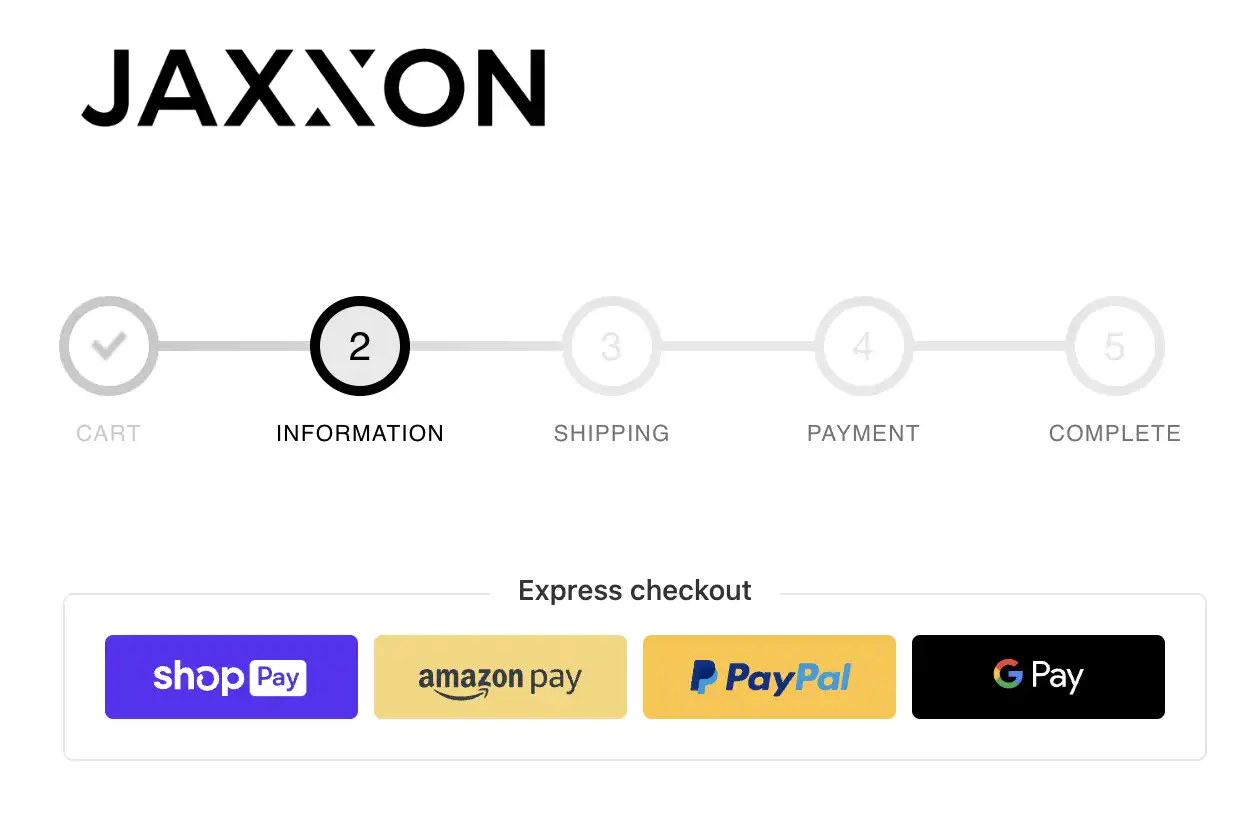 JAXXON
2 3 4 5
CART INFORMATION SHIPPING PAYMENT COMPLETE
Express checkout
shop Pay amazon pay PayPal G Pay